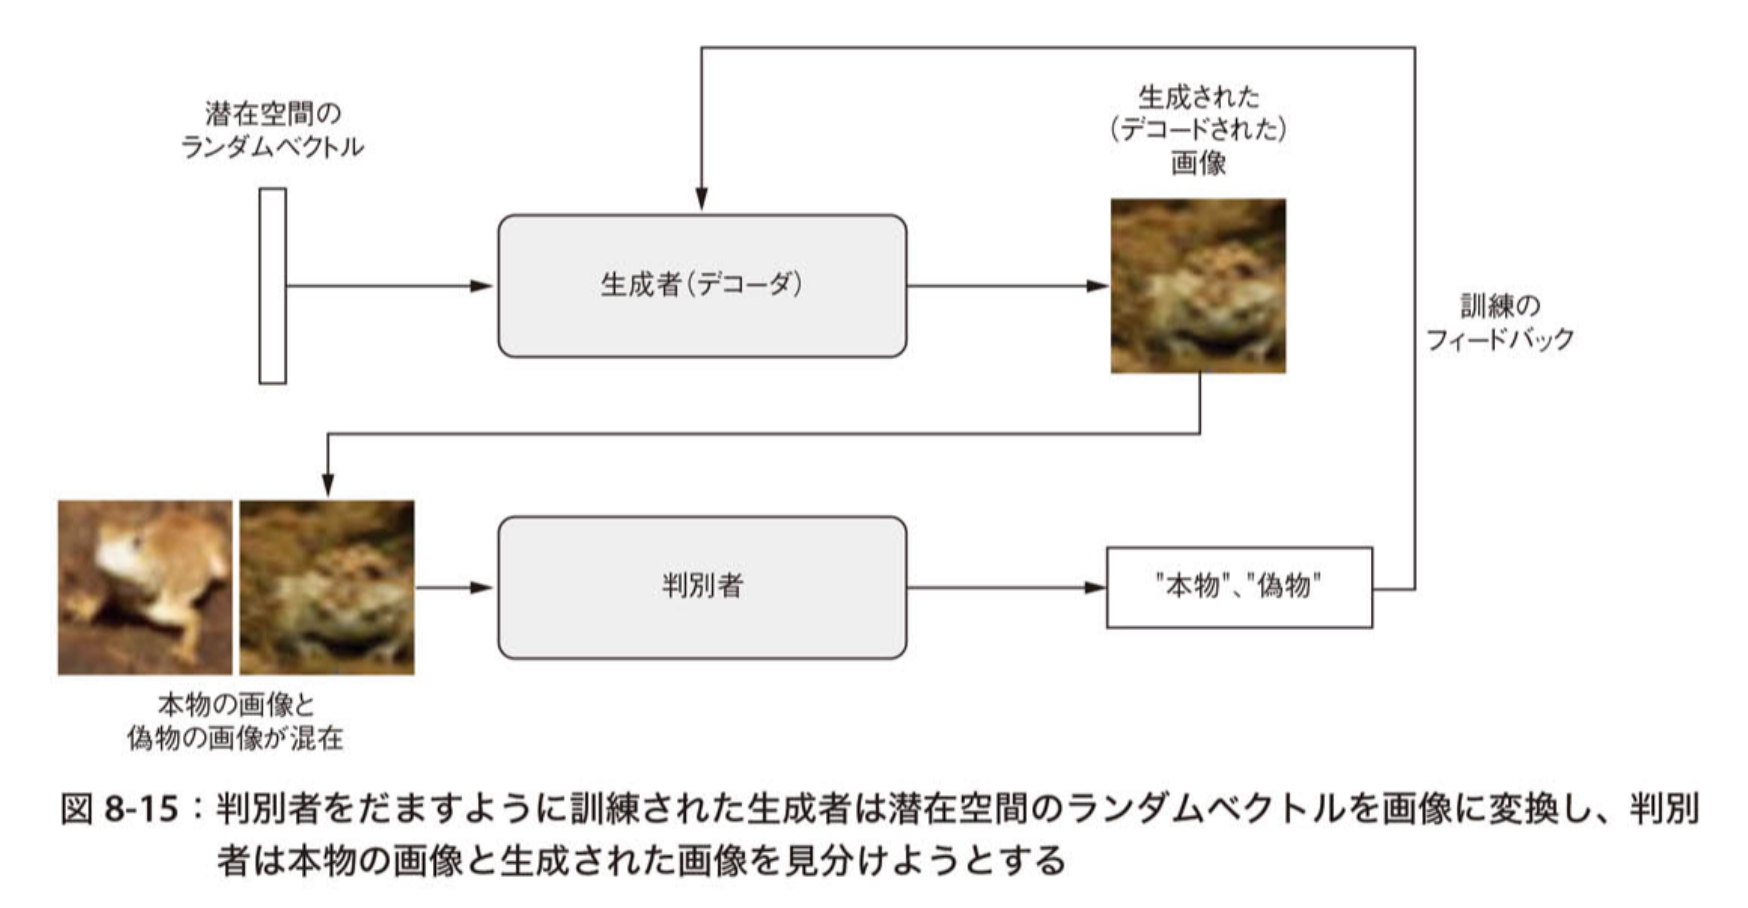 潜在空間の
ランダムベクトル
生成された
(デコードされた)
画像
生成者(デコーダ)
訓練の
フィードバック
判別者
"本物"、"偽物"
本物の画像と
偽物の画像が混在
図 8-15：判別者をだますように訓練された生成者は潜在空間のランダムベクトルを画像に変換し、判別
者は本物の画像と生成された画像を見分けようとする